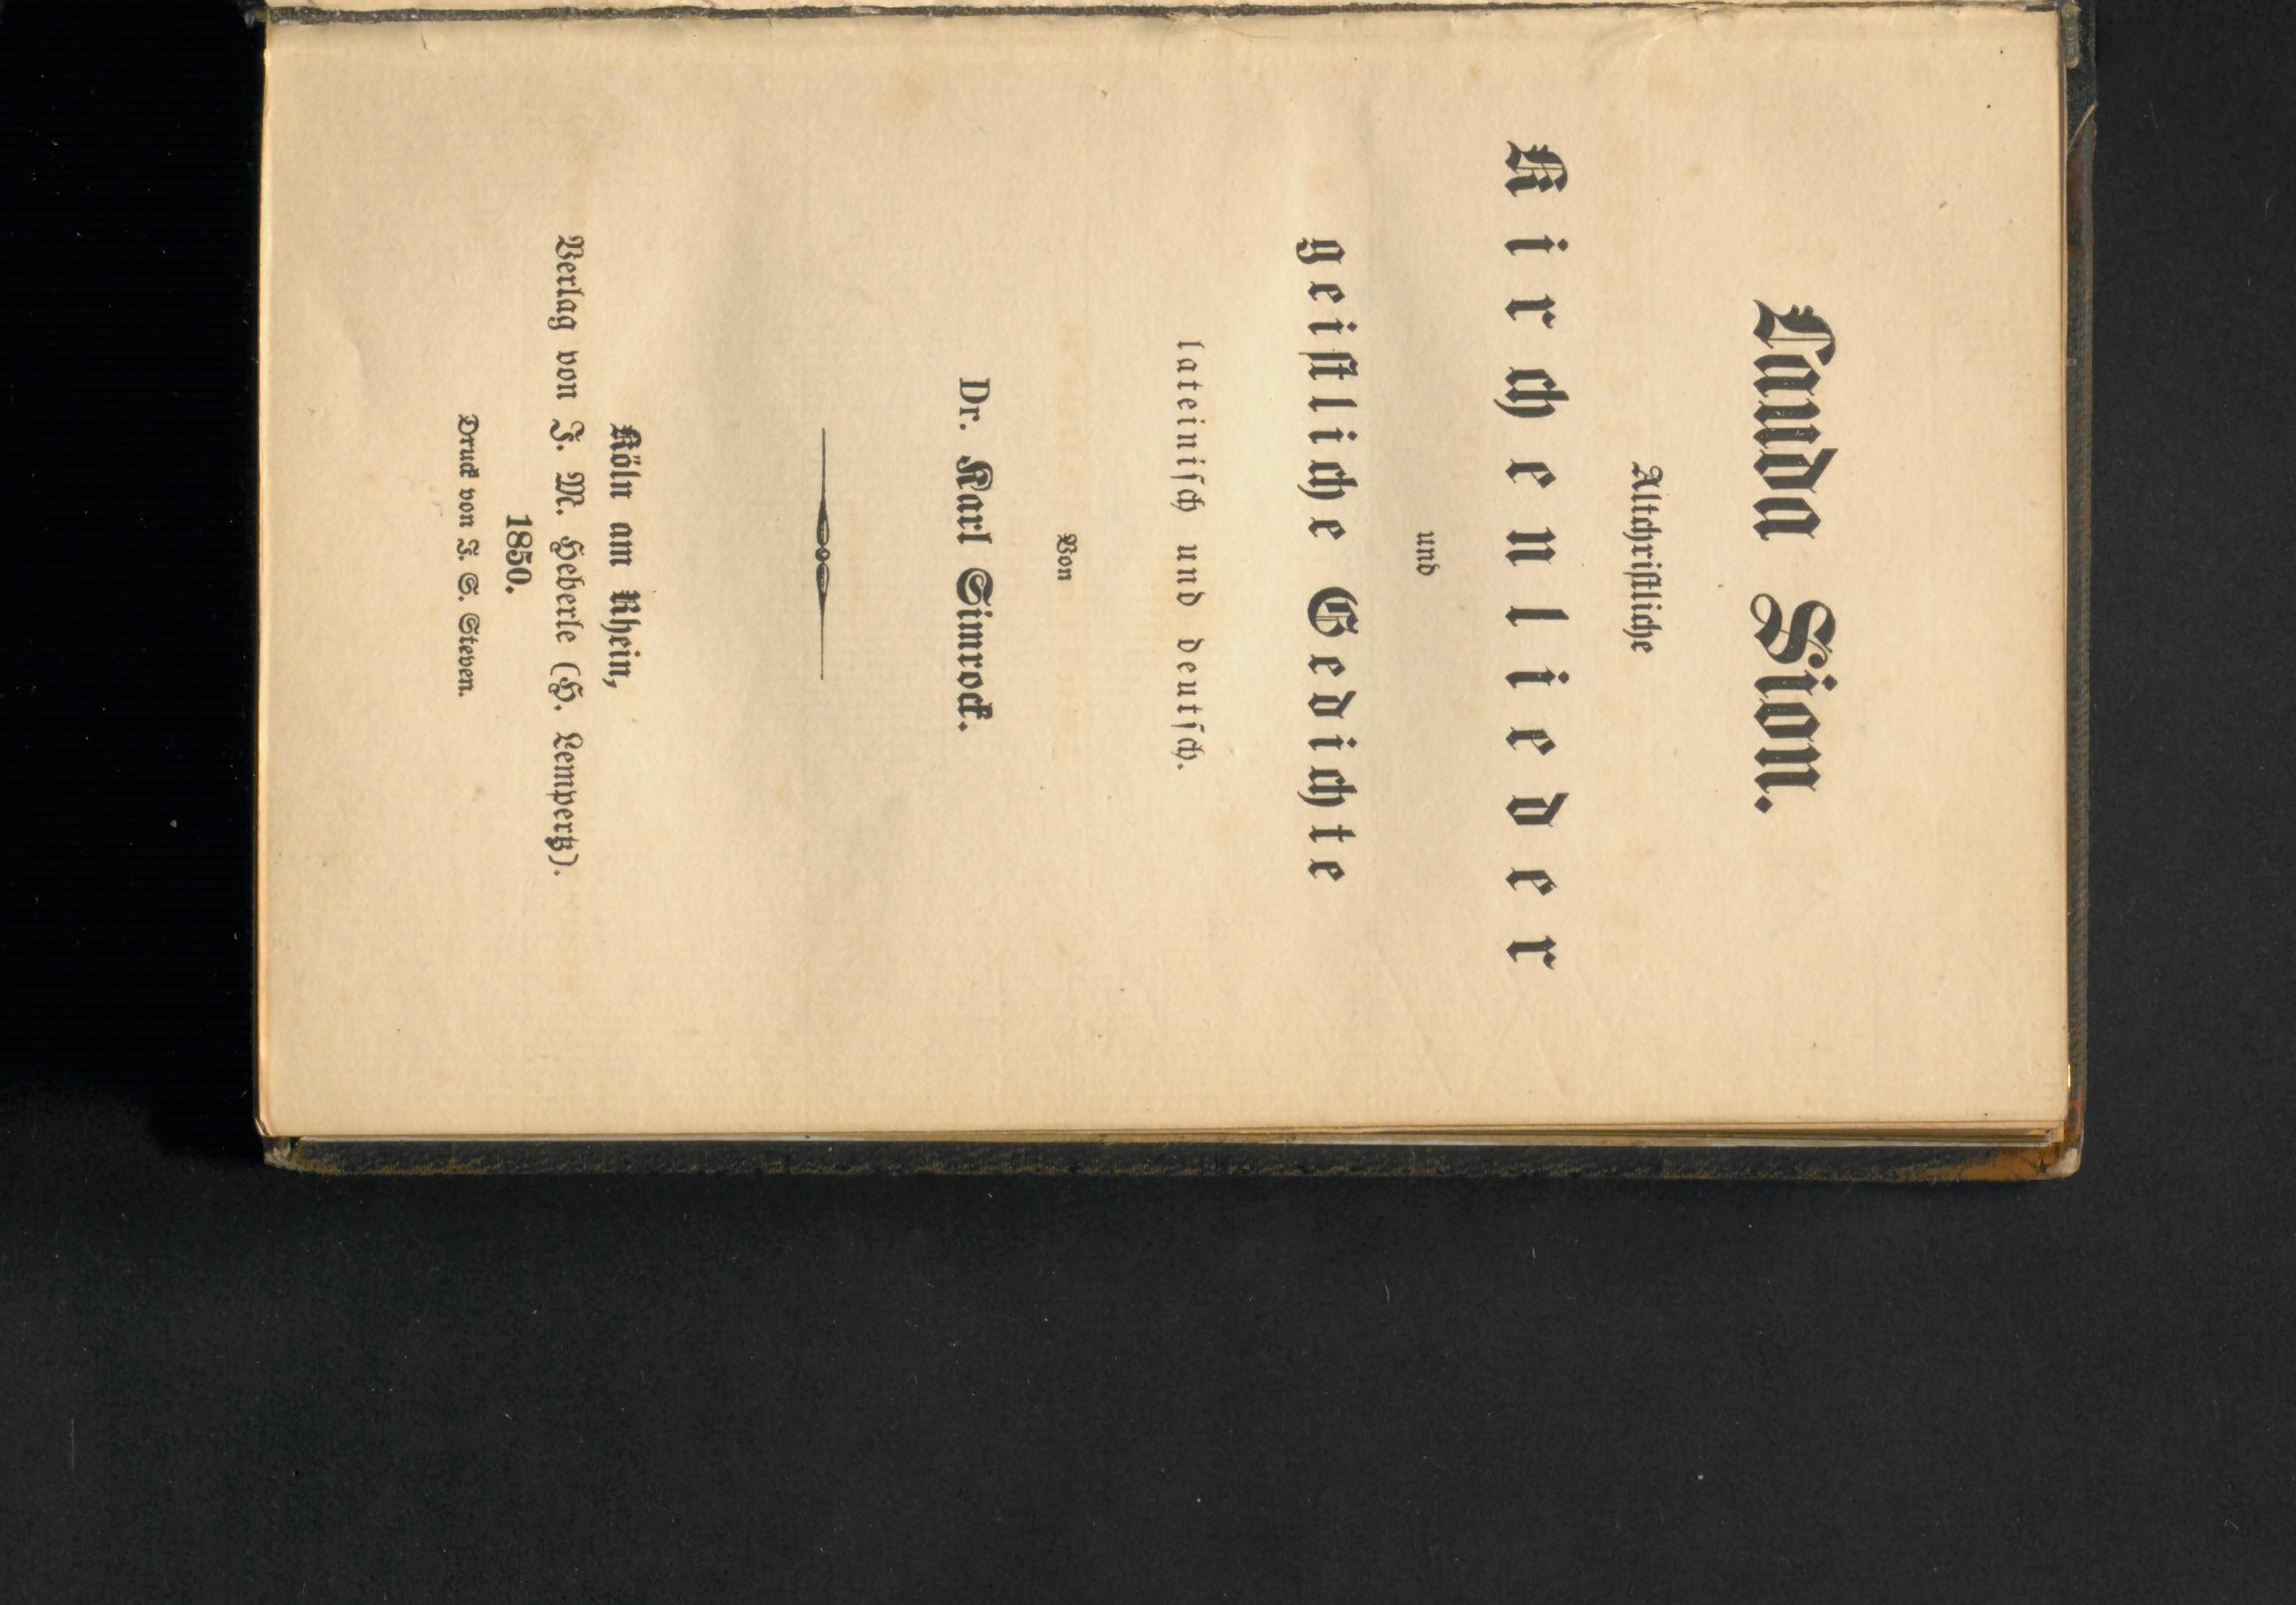 Lauda Sion.
Altchriſtliche
Kirchenlieder
und
geiſtliche Gedichte
lateiniſch und deutſch.
Von
Dr. Karl Simrock.
Köln am Rhein,
Verlag von J. M. Heberle (H. Lempertz).
1850.
Druck von J. S. Steven.